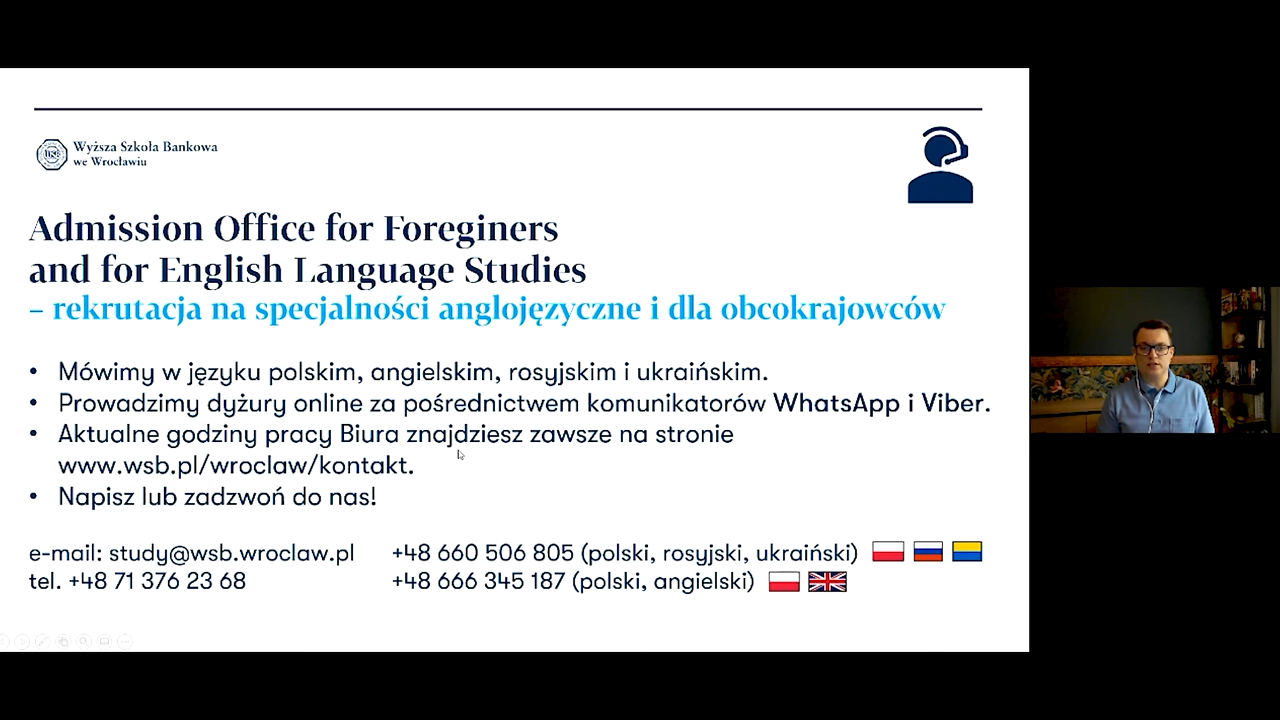 Wyższa Szkoła Bankowa
we Wrocławiu
Admission Office for Foreginers
and for English Language Studies
– rekrutacja na specjalności anglojęzyczne i dla obcokrajowców
• Mówimy w języku polskim, angielskim, rosyjskim i ukraińskim.
• Prowadzimy dyżury online za pośrednictwem komunikatorów WhatsApp i Viber.
• Aktualne godziny pracy Biura znajdziesz zawsze na stronie
www.wsb.pl/wroclaw/kontakt.
• Napisz lub zadzwoń do nas!
e-mail: study@wsb.wroclaw.pl
tel. +48 71 376 23 68
+48 660 506 805 (polski, rosyjski, ukraiński)
+48 666 345 187 (polski, angielski)